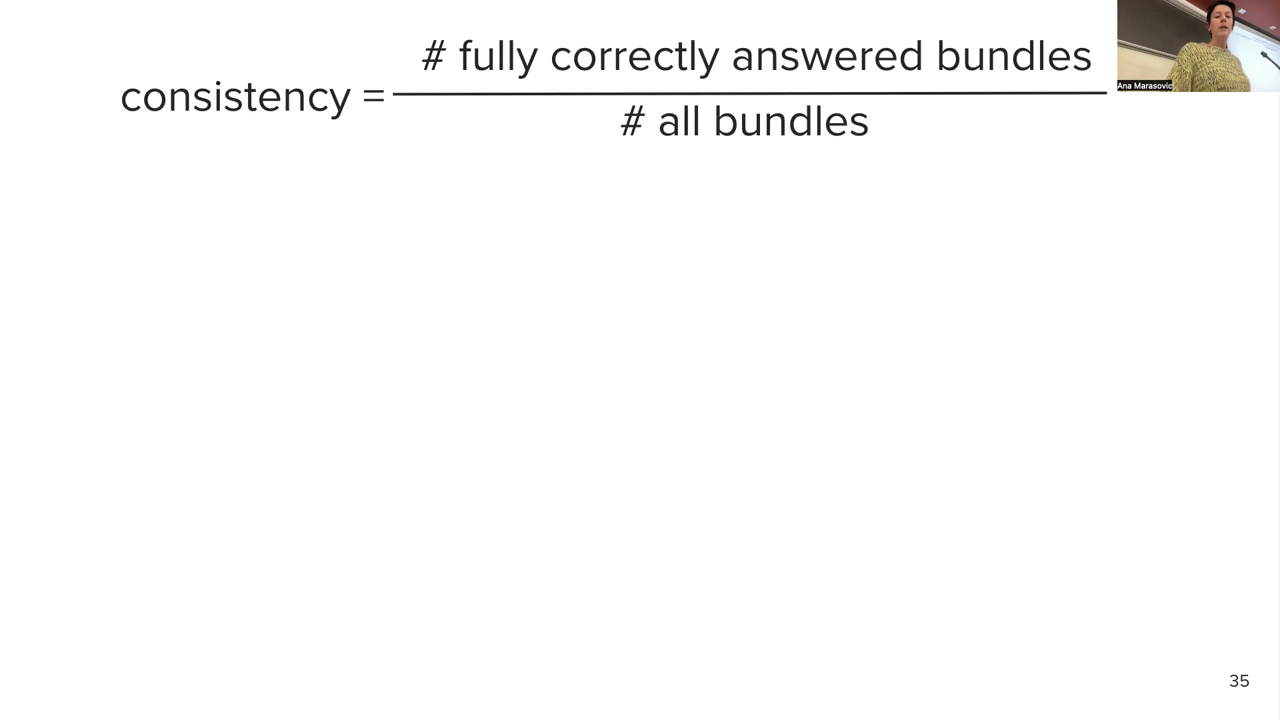 # fully correctly answered bundles
consistency =
# all bundles
Ana Marasovic
35